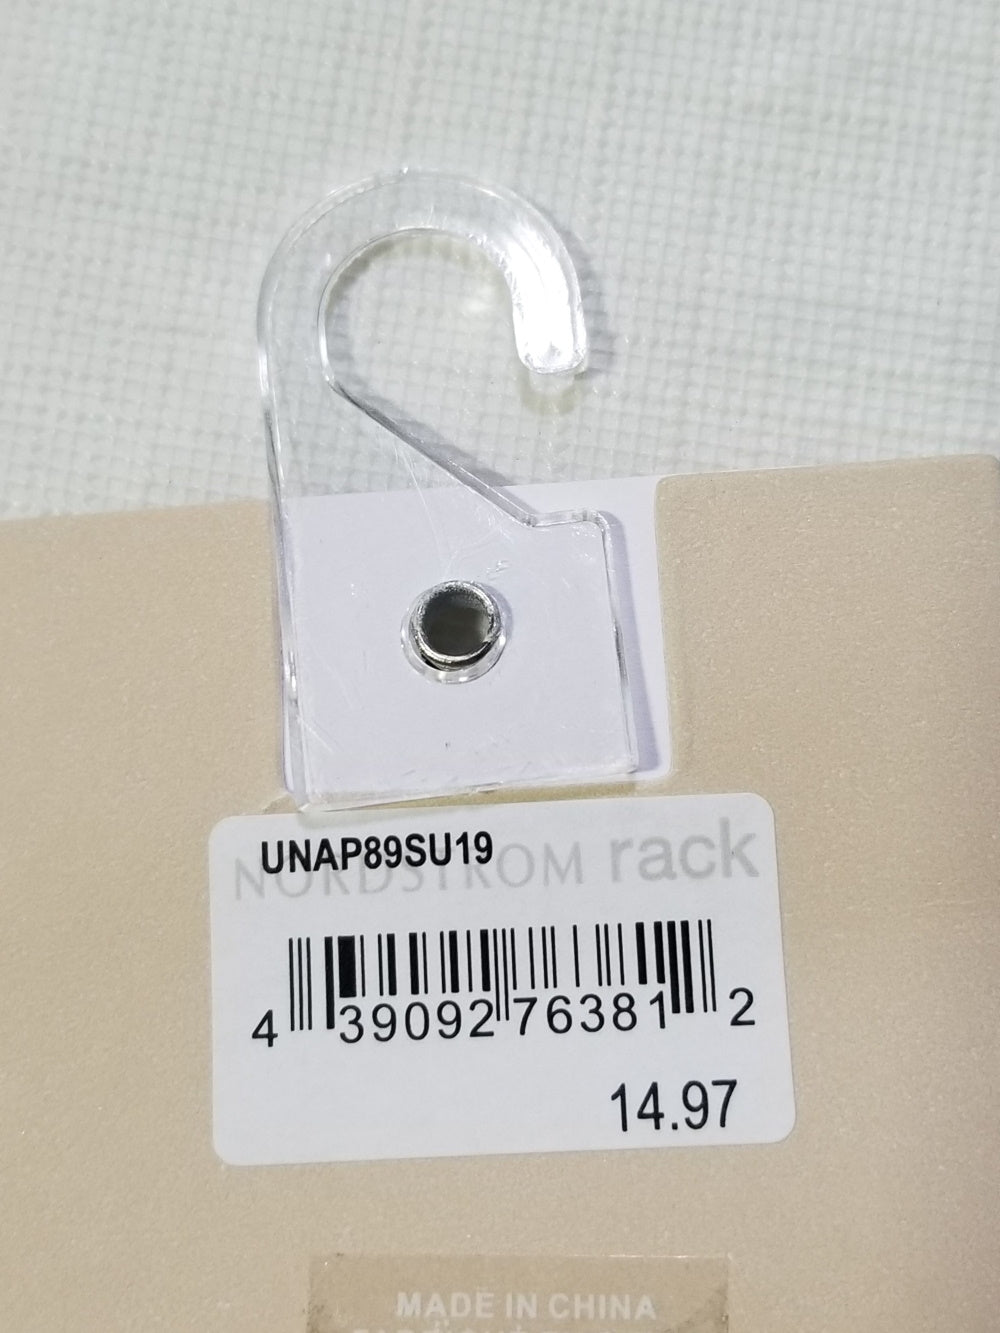 UNAP89SU19
NORDSTROM rack
4 39092 76381 2
14.97
MADE IN CHINA